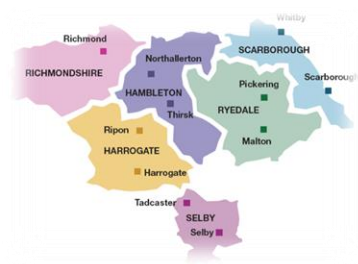 Whitby
Richmond
SCARBOROUGH
Northallerton
RICHMONDSHIRE
Pickering
Scarborough
HAMBLETON
RYEDALE
Thirsk
Ripon
HARROGATE
Malton
Harrogate
Tadcaster
SELBY
Selby